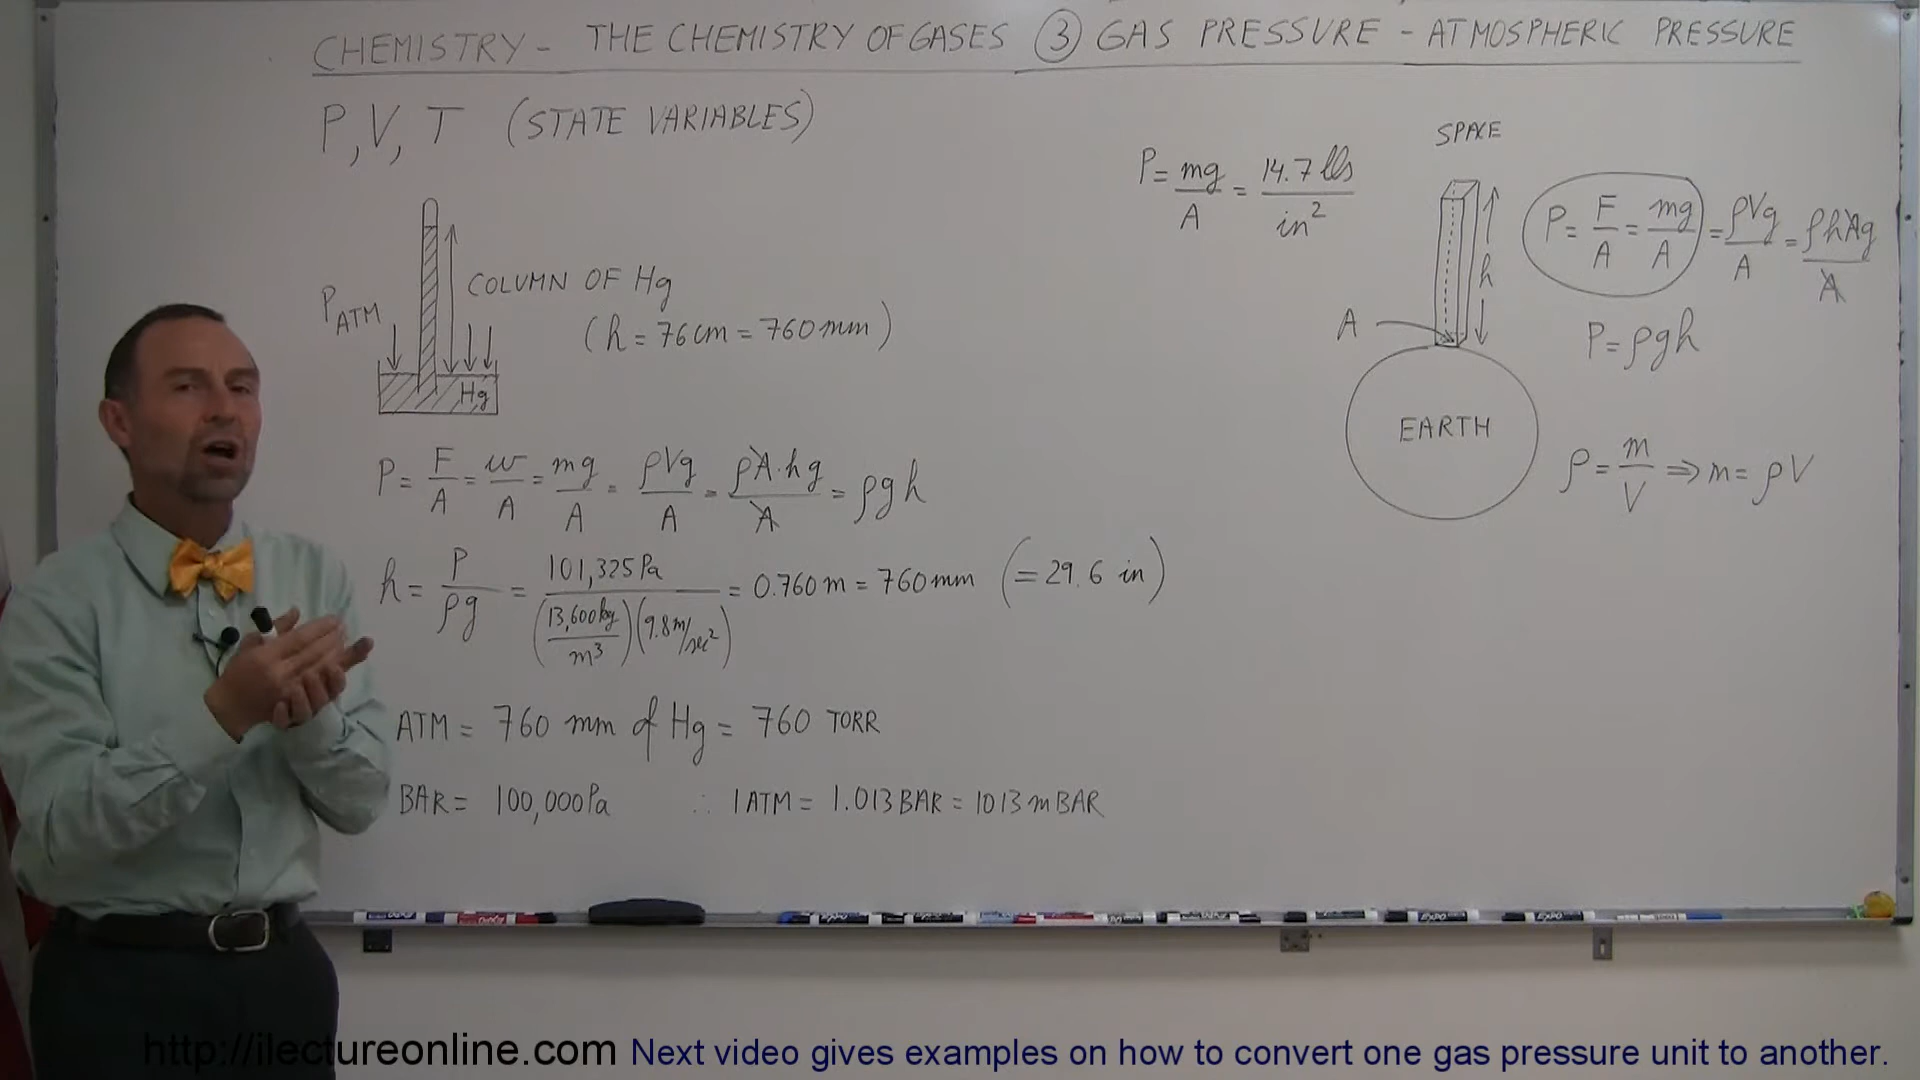 CHEMISTRY - THE CHEMISTRY OF GASES ③ GAS PRESSURE - ATMOSPHERIC PRESSURE
P, V, T (STATE VARIABLES)
P_ATM
COLUMN OF Hg
(h = 76 cm = 760 mm)
Hg
P = F/A = w/A = mg/A = ρVg/A = ρA·hg/A = ρgh
h = P/ρg = 101,325 Pa/(13,600 kg/m³)(9.8 m/sec²) = 0.760 m = 760 mm (= 29.6 in)
ATM = 760 mm of Hg = 760 TORR
BAR = 100,000 Pa ∴ 1 ATM = 1.013 BAR = 1013 mBAR
P = mg/A = 14.7 lbs/in²
SPACE
h
A
EARTH
P = F/A = mg/A = ρVg/A = ρhAg/A
P = ρgh
ρ = m/V ⇒ m = ρV
EXPO
EXPO
EXPO
http://ilectureonline.com Next video gives examples on how to convert one gas pressure unit to another.